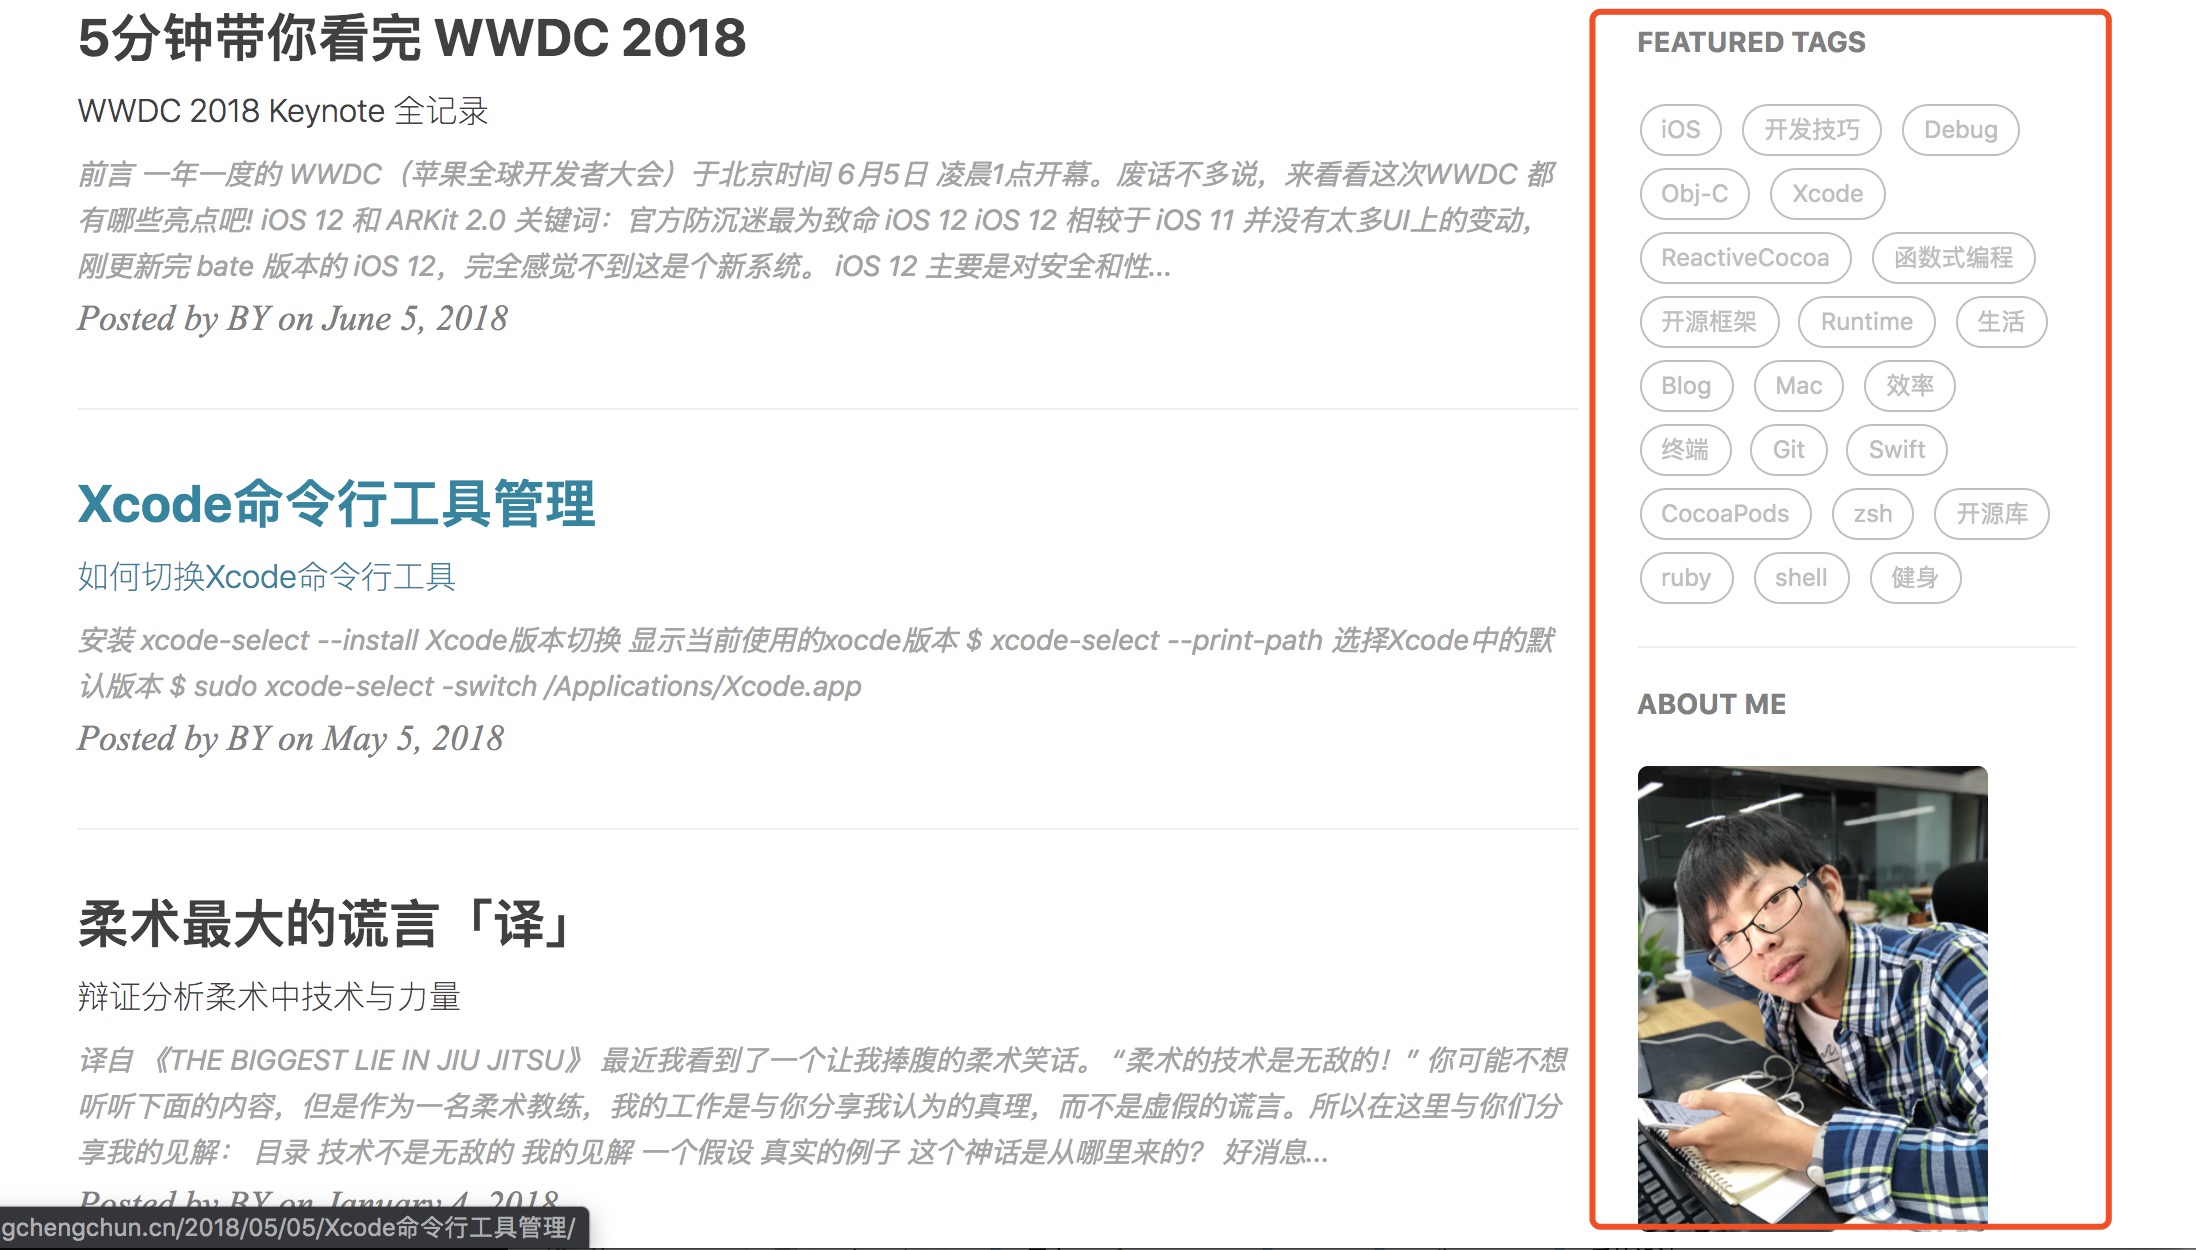 5分钟带你看完 WWDC 2018
WWDC 2018 Keynote 全记录
前言 一年一度的 WWDC（苹果全球开发者大会）于北京时间 6月5日 凌晨1点开幕。废话不多说，来看看这次WWDC 都
有哪些亮点吧! iOS 12 和 ARKit 2.0 关键词：官方防沉迷最为致命 iOS 12 iOS 12 相较于 iOS 11 并没有太多UI上的变动，
刚更新完 bate 版本的 iOS 12，完全感觉不到这是个新系统。 iOS 12 主要是对安全和性...
Posted by BY on June 5, 2018
Xcode命令行工具管理
如何切换Xcode命令行工具
安装 xcode-select --install Xcode版本切换 显示当前使用的xocde版本 $ xcode-select --print-path 选择Xcode中的默
认版本 $ sudo xcode-select -switch /Applications/Xcode.app
Posted by BY on May 5, 2018
柔术最大的谎言「译」
辩证分析柔术中技术与力量
译自 《THE BIGGEST LIE IN JIU JITSU》 最近我看到了一个让我捧腹的柔术笑话。 “柔术的技术是无敌的！” 你可能不想
听听下面的内容，但是作为一名柔术教练，我的工作是与你分享我认为的真理，而不是虚假的谎言。所以在这里与你们分
享我的见解： 目录 技术不是无敌的 我的见解 一个假设 真实的例子 这个神话是从哪里来的？ 好消息...
Posted by BY on January 4, 2018
gchengchun.cn/2018/05/05/Xcode命令行工具管理/
FEATURED TAGS
iOS 开发技巧 Debug
Obj-C Xcode
ReactiveCocoa 函数式编程
开源框架 Runtime 生活
Blog Mac 效率
终端 Git Swift
CocoaPods zsh 开源库
ruby shell 健身
ABOUT ME